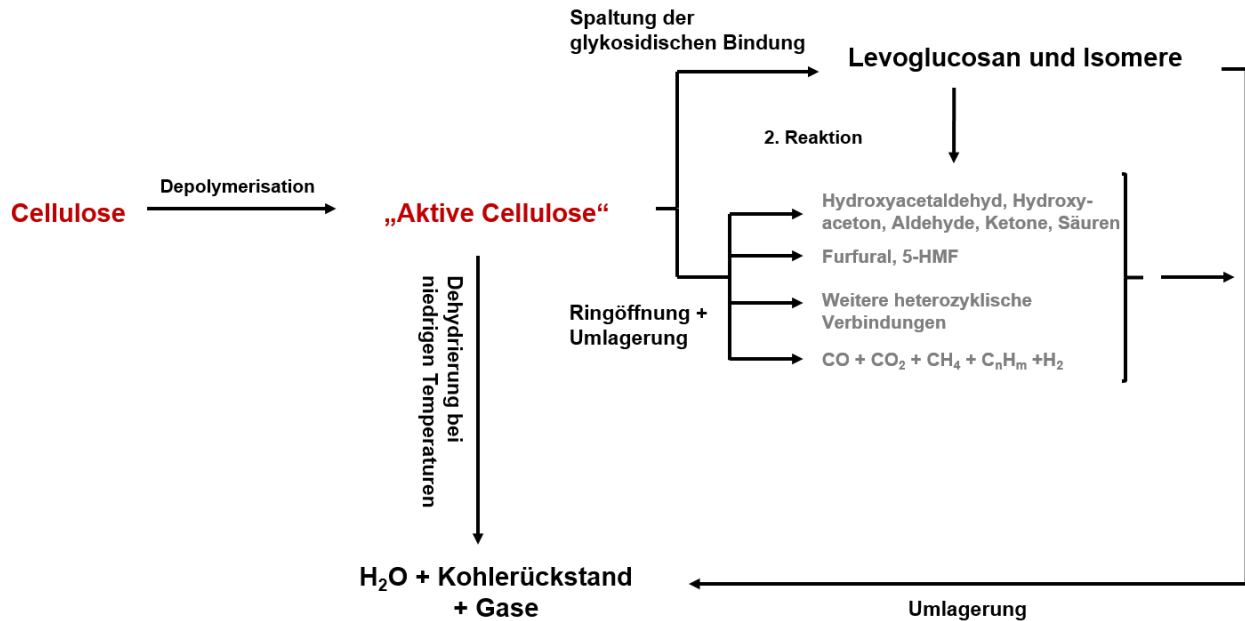 Spaltung der
glykosidischen Bindung
Levoglucosan und Isomere
2. Reaktion
Depolymerisation
Cellulose
„Aktive Cellulose“
Hydroxyacetaldehyd, Hydroxy-
aceton, Aldehyde, Ketone, Säuren
Furfural, 5-HMF
Weitere heterozyklische
Verbindungen
CO + CO₂ + CH₄ + CₙHₘ +H₂
Ringöffnung +
Umlagerung
Dehydrierung bei
niedrigen Temperaturen
H₂O + Kohlerückstand
+ Gase
Umlagerung